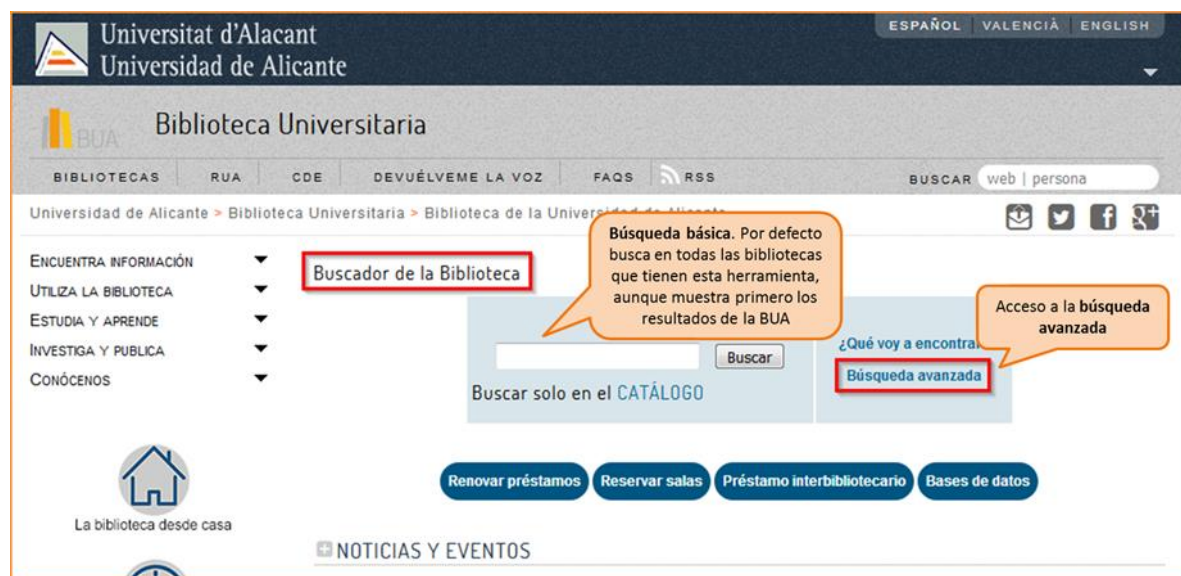 Universitat d'Alacant
Universidad de Alicante
ESPAÑOL | VALENCIÀ | ENGLISH
BUA
Biblioteca Universitaria
BIBLIOTECAS RUA CDE DEVUÉLVEME LA VOZ FAQS RSS
BUSCAR web | persona
Universidad de Alicante > Biblioteca Universitaria > Biblioteca de la
ENCUENTRA INFORMACIÓN
UTILIZA LA BIBLIOTECA
ESTUDIA Y APRENDE
INVESTIGA Y PUBLICA
CONÓCENOS
Buscador de la Biblioteca
Búsqueda básica. Por defecto
busca en todas las bibliotecas
que tienen esta herramienta,
aunque muestra primero los
resultados de la BUA
Acceso a la búsqueda
avanzada
Buscar
Buscar solo en el CATÁLOGO
¿Qué voy a encontrar
Búsqueda avanzada
Renovar préstamos
Reservar salas
Préstamo interbibliotecario
Bases de datos
La biblioteca desde casa
NOTICIAS Y EVENTOS